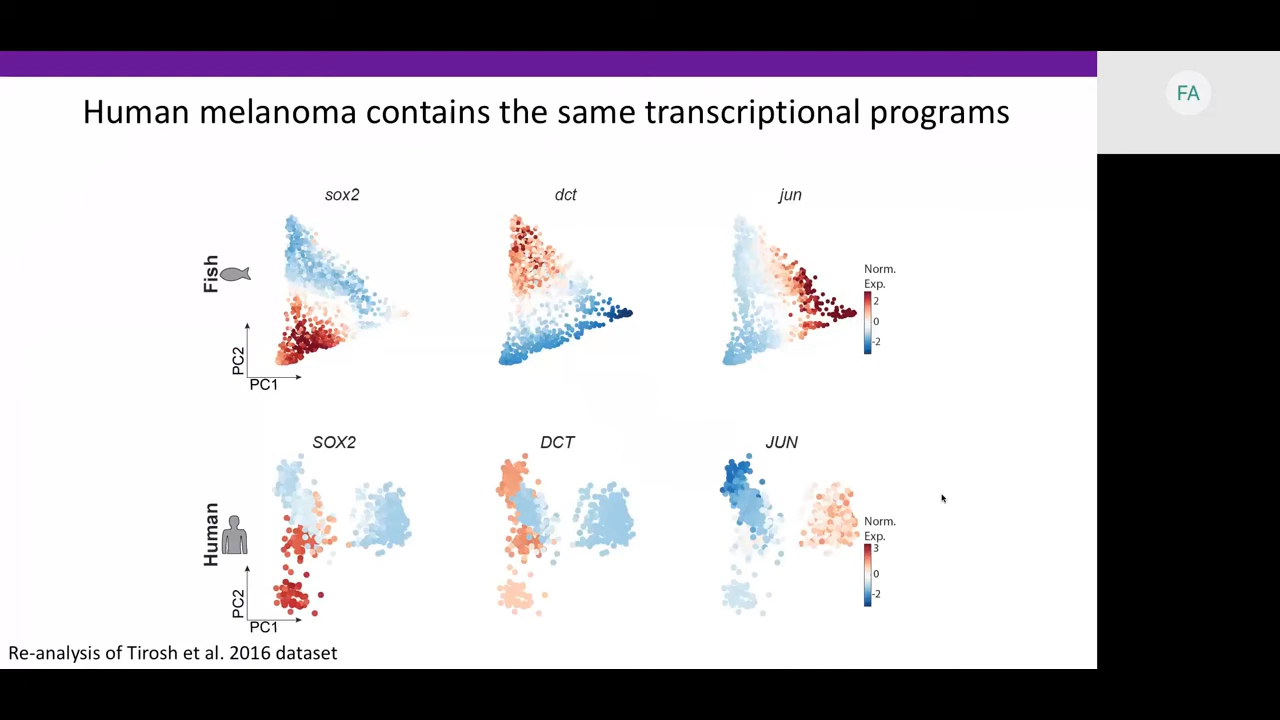 FA
Human melanoma contains the same transcriptional programs
sox2
dct
jun
Fish
PC2
PC1
Norm.
Exp.
2
0
-2
SOX2
DCT
JUN
Human
PC2
PC1
Norm.
Exp.
3
0
-2
Re-analysis of Tirosh et al. 2016 dataset